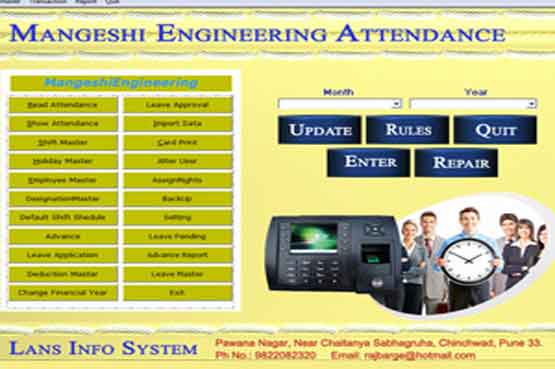 Master Transaction Report Quit
MANGESHI ENGINEERING ATTENDANCE
MangeshiEngineering
Read Attendance
Leave Approval
Show Attendance
Import Data
Shift Master
Card Print
Holiday Master
Alter User
Employee Master
AssignRights
DesignationMaster
BackUp
Default Shift Shedule
Setting
Advance
Leave Pending
Leave Application
Advance Report
Deduction Master
Leave Master
Change Financial Year
Exit
Month
Year
UPDATE
RULES
QUIT
ENTER
REPAIR
LANS INFO SYSTEM
Pawana Nagar, Near Chaitanya Sabhagruha, Chinchwad, Pune 33.
Ph No.: 9822082320 Email: rajbarge@hotmail.com